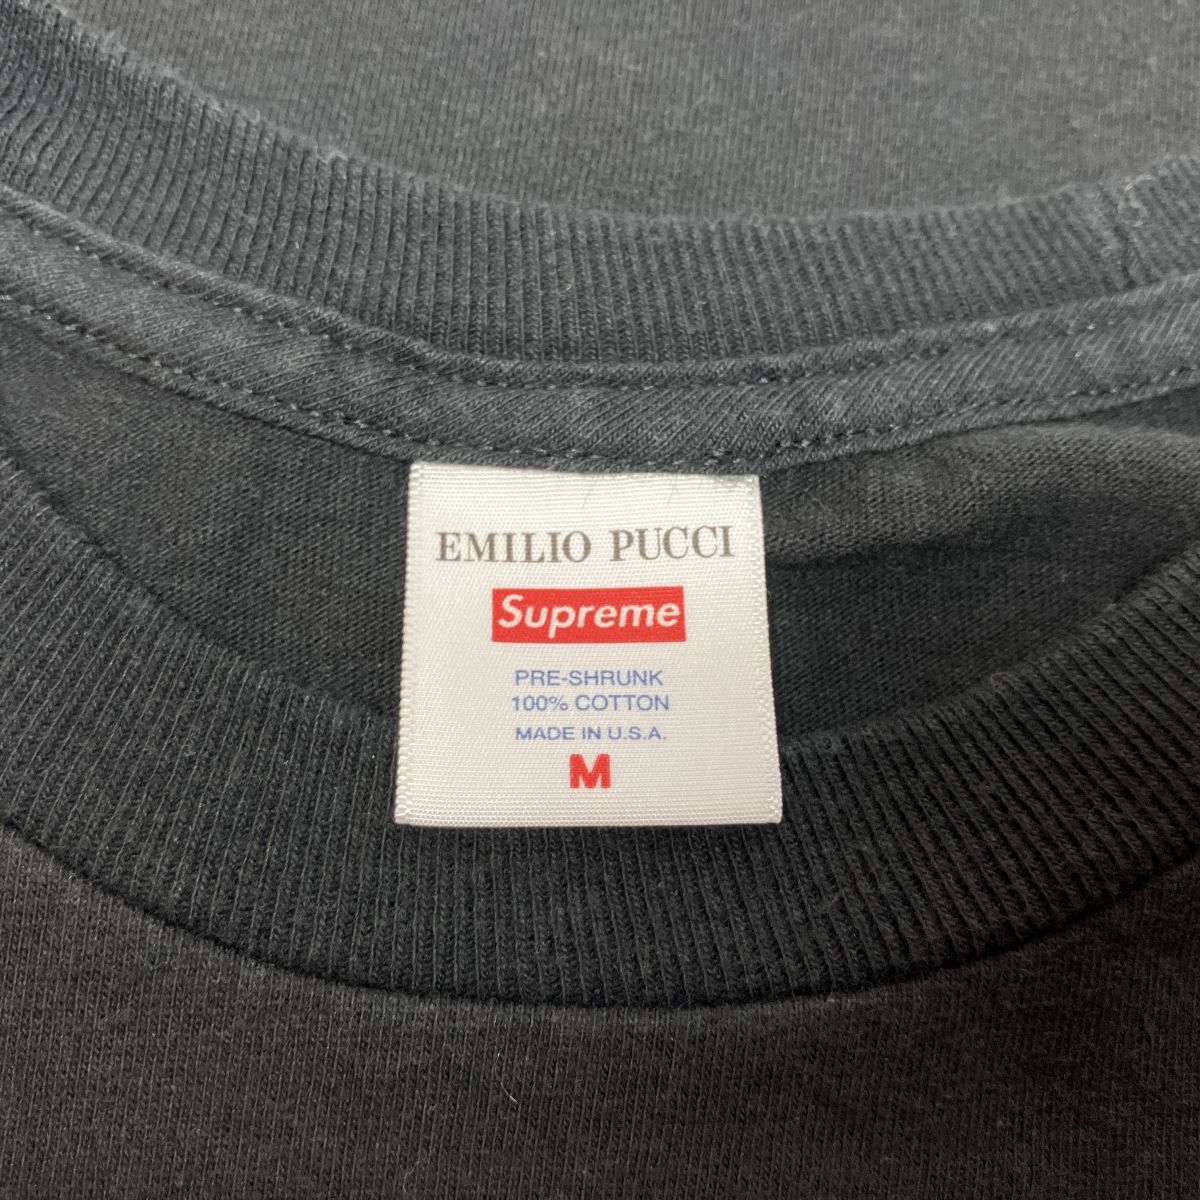 EMILIO PUCCI
Supreme
PRE-SHRUNK
100% COTTON
MADE IN U.S.A.
M